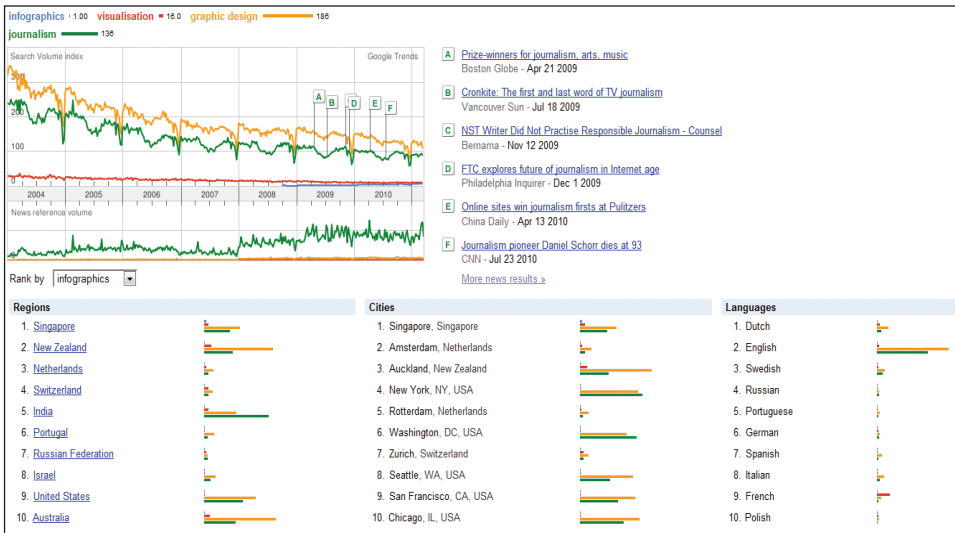 infographics 1.00 visualisation 16.0 graphic design 186
journalism 136
Search Volume index Google Trends
300
200
100
0
A B D E F
2004 2005 2006 2007 2008 2009 2010
News reference volume
0
A Prize-winners for journalism, arts, music
Boston Globe - Apr 21 2009
B Cronkite: The first and last word of TV journalism
Vancouver Sun - Jul 18 2009
C NST Writer Did Not Practise Responsible Journalism - Counsel
Bernama - Nov 12 2009
D FTC explores future of journalism in Internet age
Philadelphia Inquirer - Dec 1 2009
E Online sites win journalism firsts at Pulitzers
China Daily - Apr 13 2010
F Journalism pioneer Daniel Schorr dies at 93
CNN - Jul 23 2010
More news results »
Rank by infographics
Regions
1. Singapore
2. New Zealand
3. Netherlands
4. Switzerland
5. India
6. Portugal
7. Russian Federation
8. Israel
9. United States
10. Australia
Cities
1. Singapore, Singapore
2. Amsterdam, Netherlands
3. Auckland, New Zealand
4. New York, NY, USA
5. Rotterdam, Netherlands
6. Washington, DC, USA
7. Zurich, Switzerland
8. Seattle, WA, USA
9. San Francisco, CA, USA
10. Chicago, IL, USA
Languages
1. Dutch
2. English
3. Swedish
4. Russian
5. Portuguese
6. German
7. Spanish
8. Italian
9. French
10. Polish